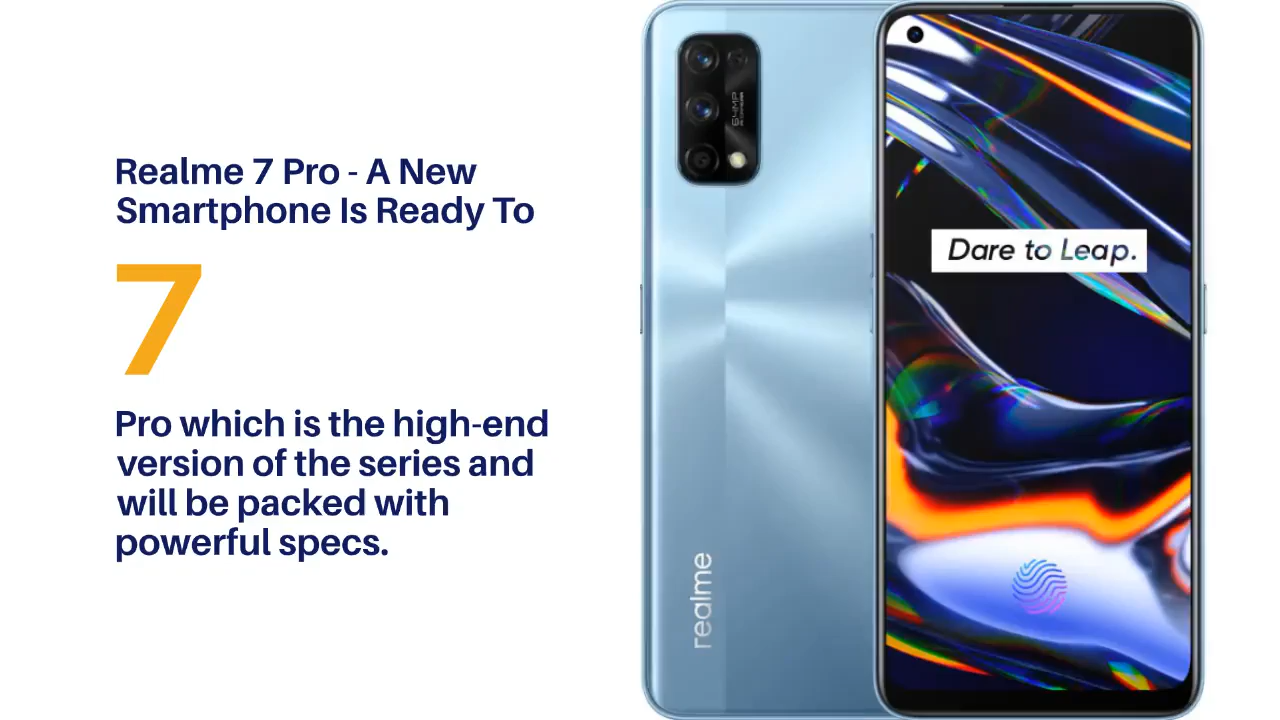 Realme 7 Pro - A New
Smartphone Is Ready To
7
Pro which is the high-end
version of the series and
will be packed with
powerful specs.
64MP
Dare to Leap.
realme